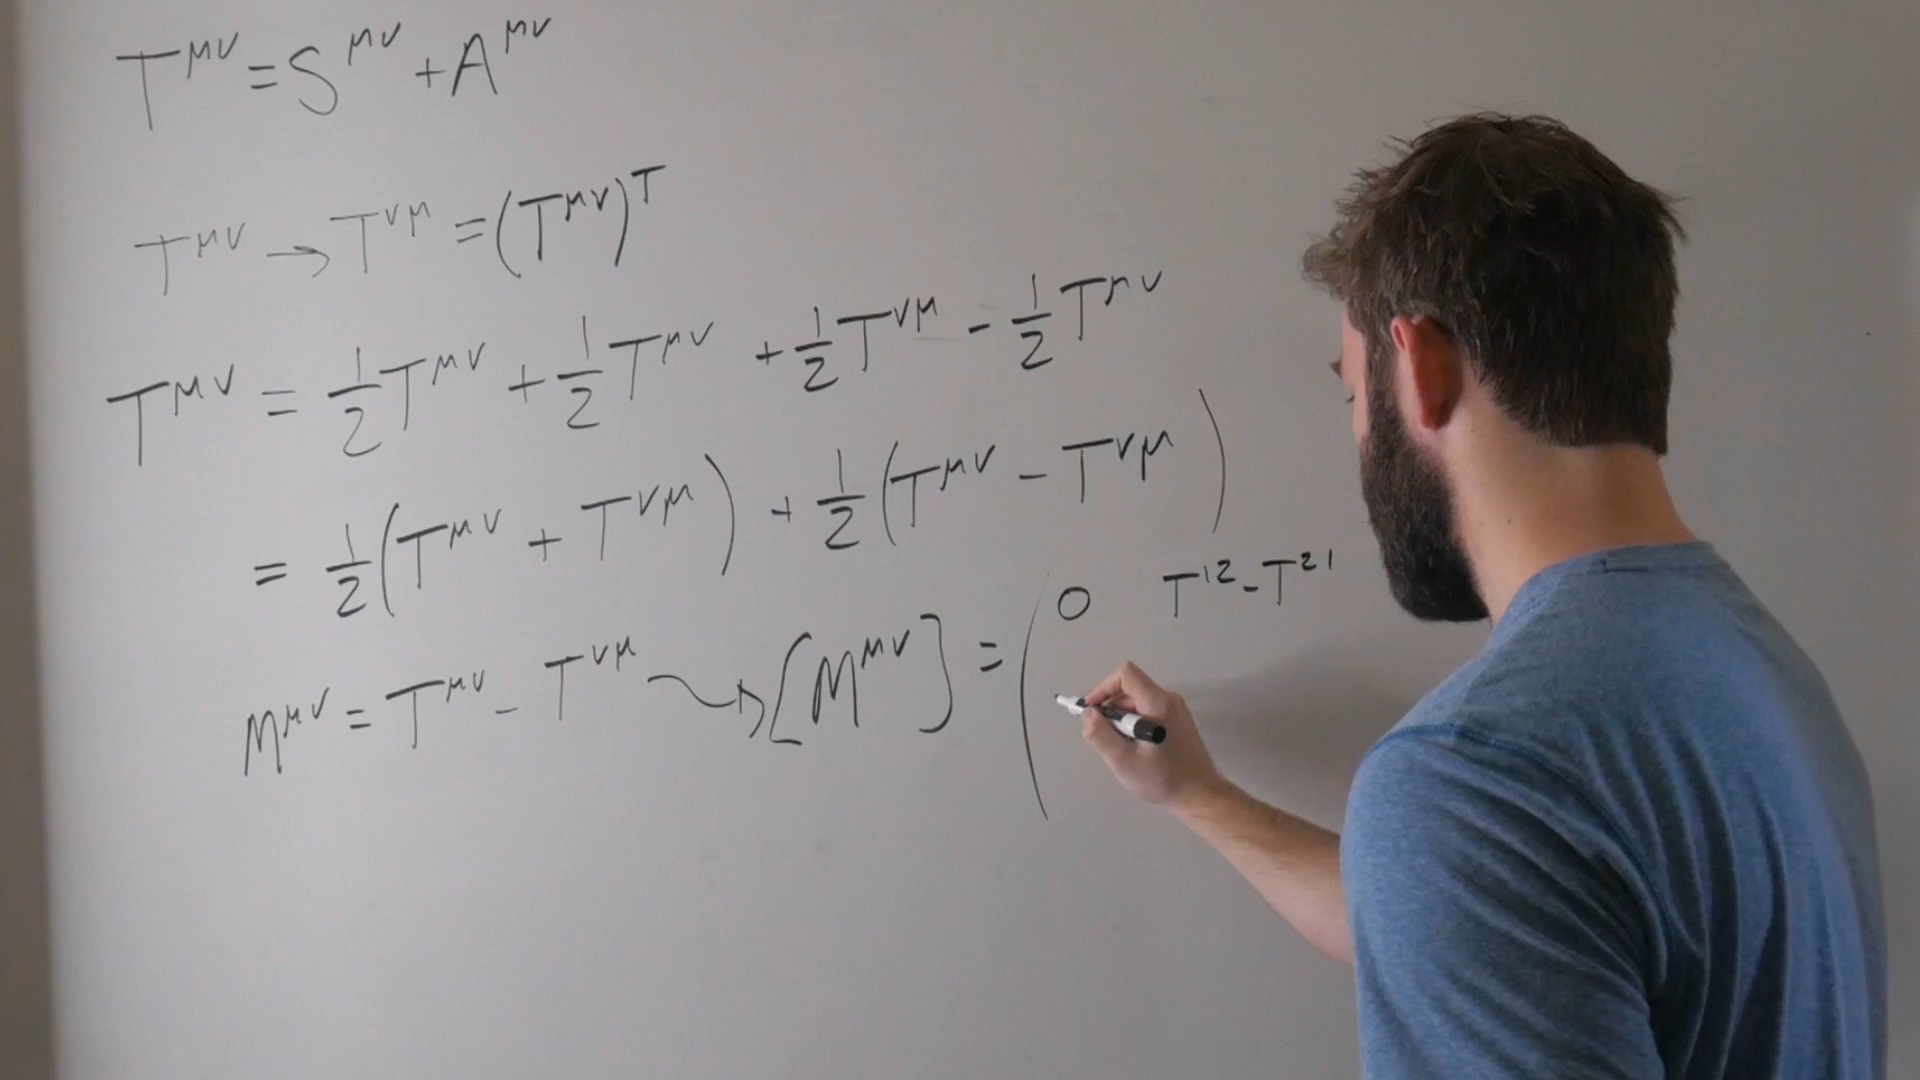 T^{μν} = S^{μν} + A^{μν}
T^{μν} → T^{νμ} = (T^{μν})^T
T^{μν} = 1/2 T^{μν} + 1/2 T^{μν} + 1/2 T^{νμ} - 1/2 T^{μν}
= 1/2 (T^{μν} + T^{νμ}) + 1/2 (T^{μν} - T^{νμ})
M^{μν} = T^{μν} - T^{νμ} ⤳ [M^{μν}] = ( 0 T^{12} - T^{21}